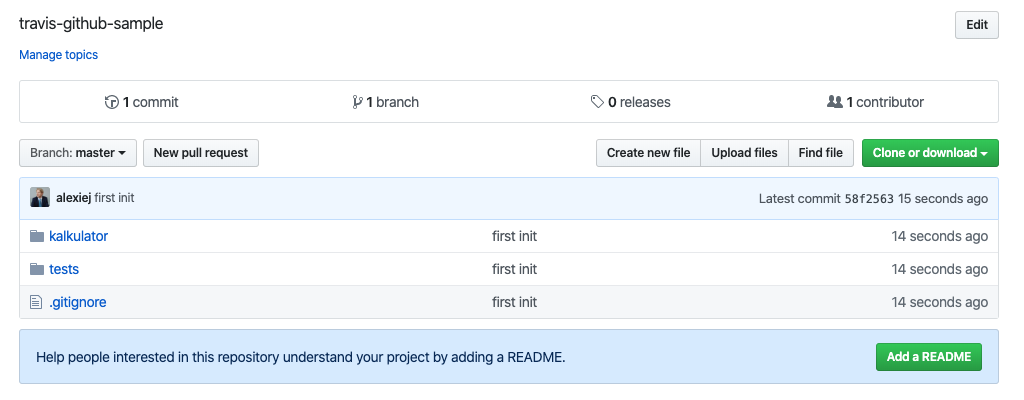 travis-github-sample
Edit
Manage topics
1 commit
1 branch
0 releases
1 contributor
Branch: master
New pull request
Create new file
Upload files
Find file
Clone or download
alexiej first init
Latest commit 58f2563 15 seconds ago
kalkulator first init 14 seconds ago
tests first init 14 seconds ago
.gitignore first init 14 seconds ago
Help people interested in this repository understand your project by adding a README.
Add a README